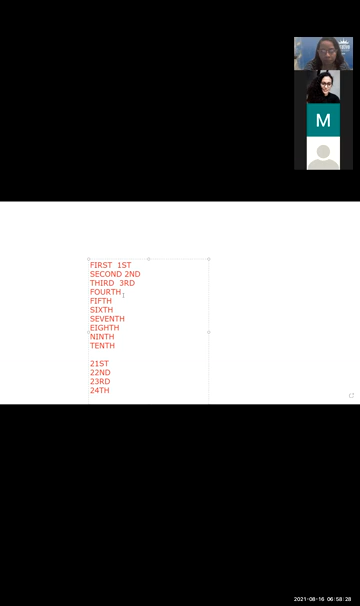 M
FIRST 1ST
SECOND 2ND
THIRD 3RD
FOURTH
FIFTH
SIXTH
SEVENTH
EIGHTH
NINTH
TENTH
21ST
22ND
23RD
24TH
2021-08-16 06:58:28